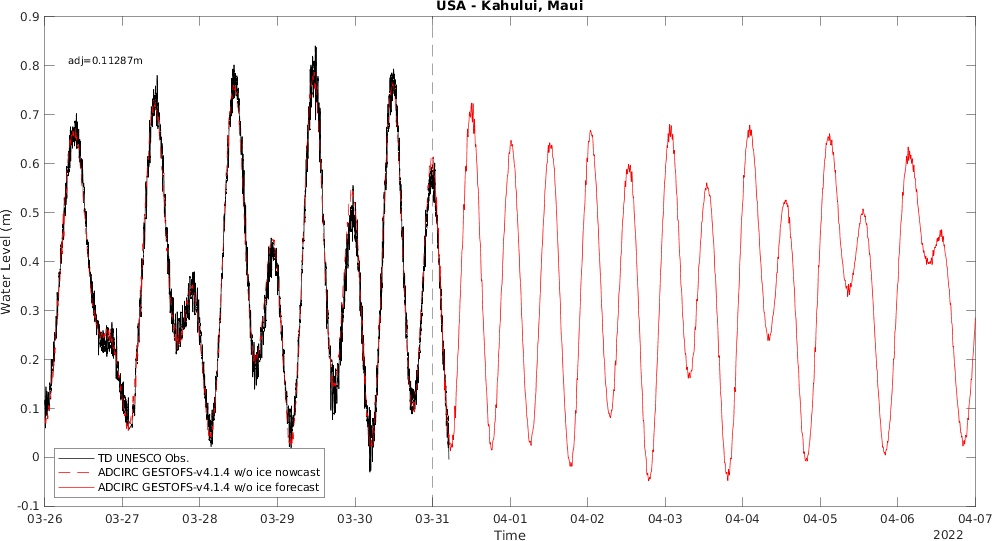 USA - Kahului, Maui
adj=0.11287m
Water Level (m)
0.9
0.8
0.7
0.6
0.5
0.4
0.3
0.2
0.1
0
-0.1
TD UNESCO Obs.
ADCIRC GESTOFS-v4.1.4 w/o ice nowcast
ADCIRC GESTOFS-v4.1.4 w/o ice forecast
03-26 03-27 03-28 03-29 03-30 03-31 04-01 04-02 04-03 04-04 04-05 04-06 04-07
Time
2022